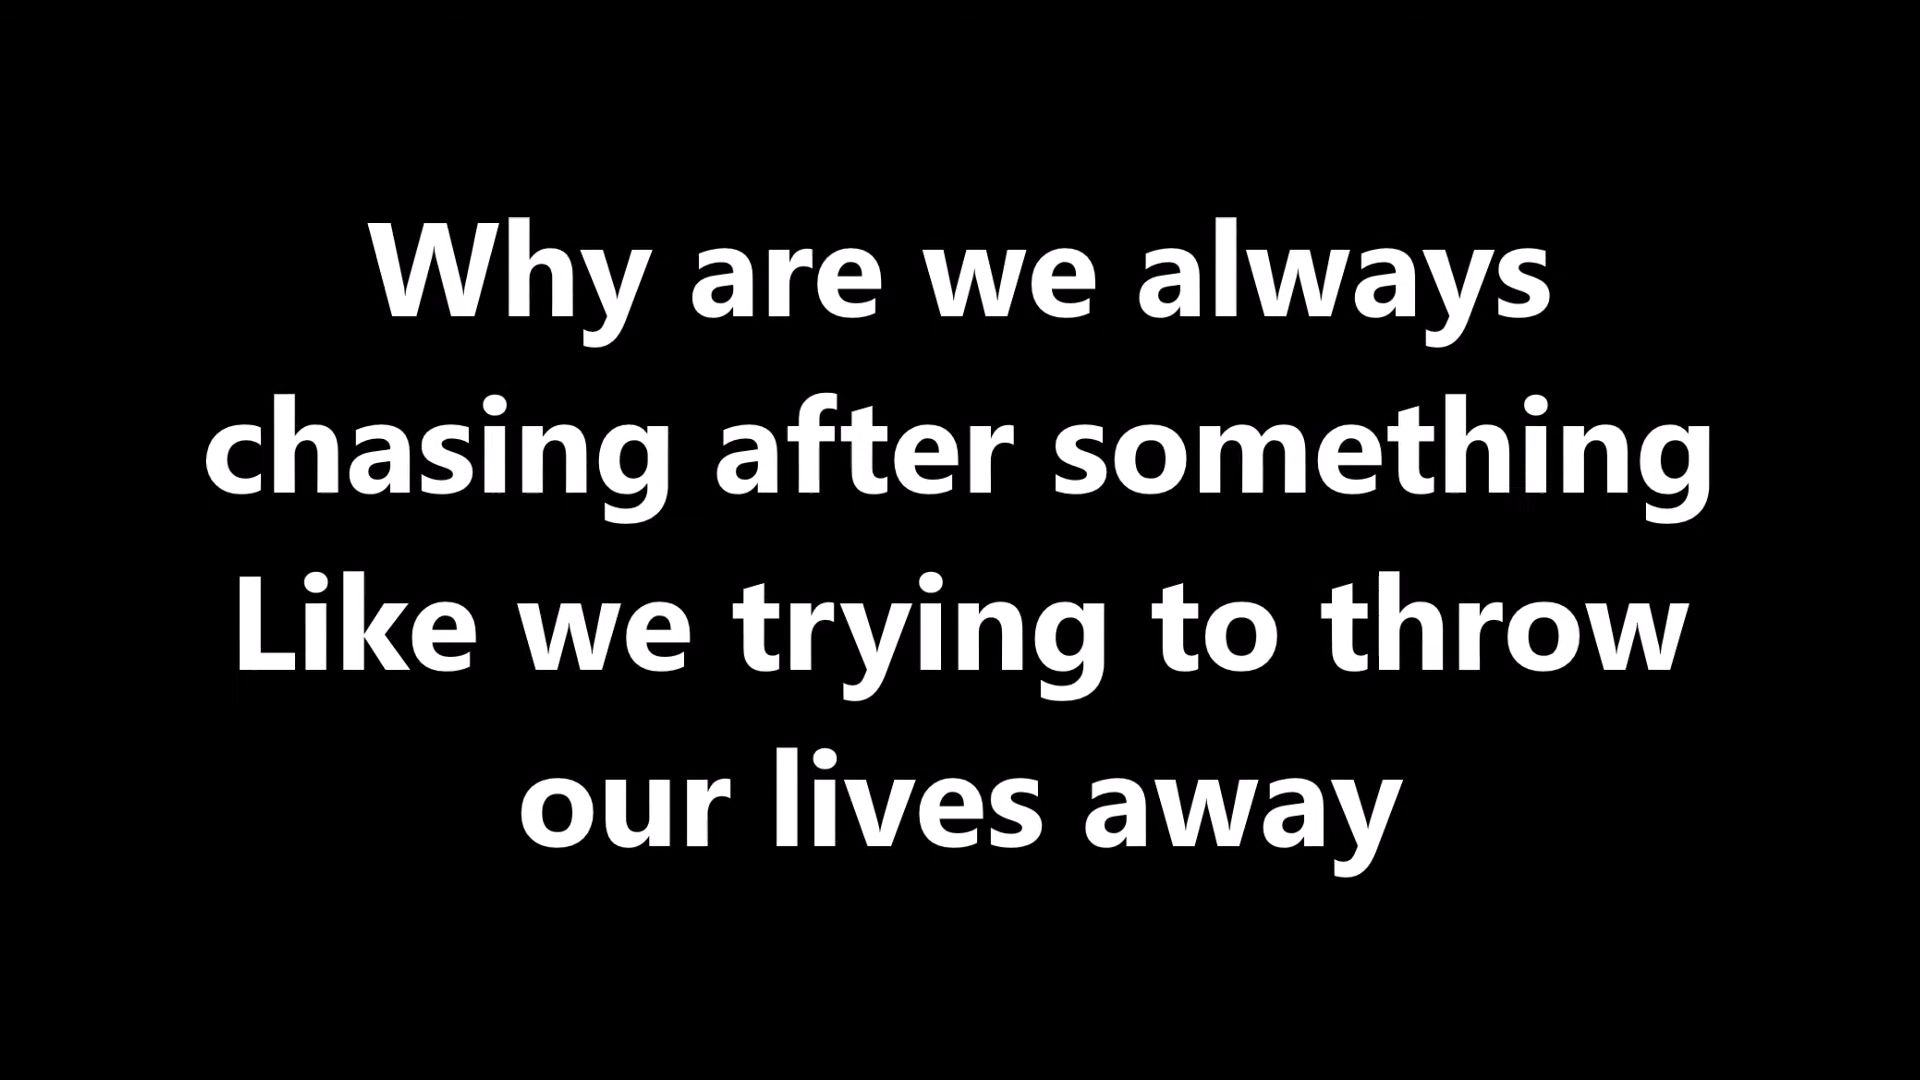 Why are we always
chasing after something
Like we trying to throw
our lives away